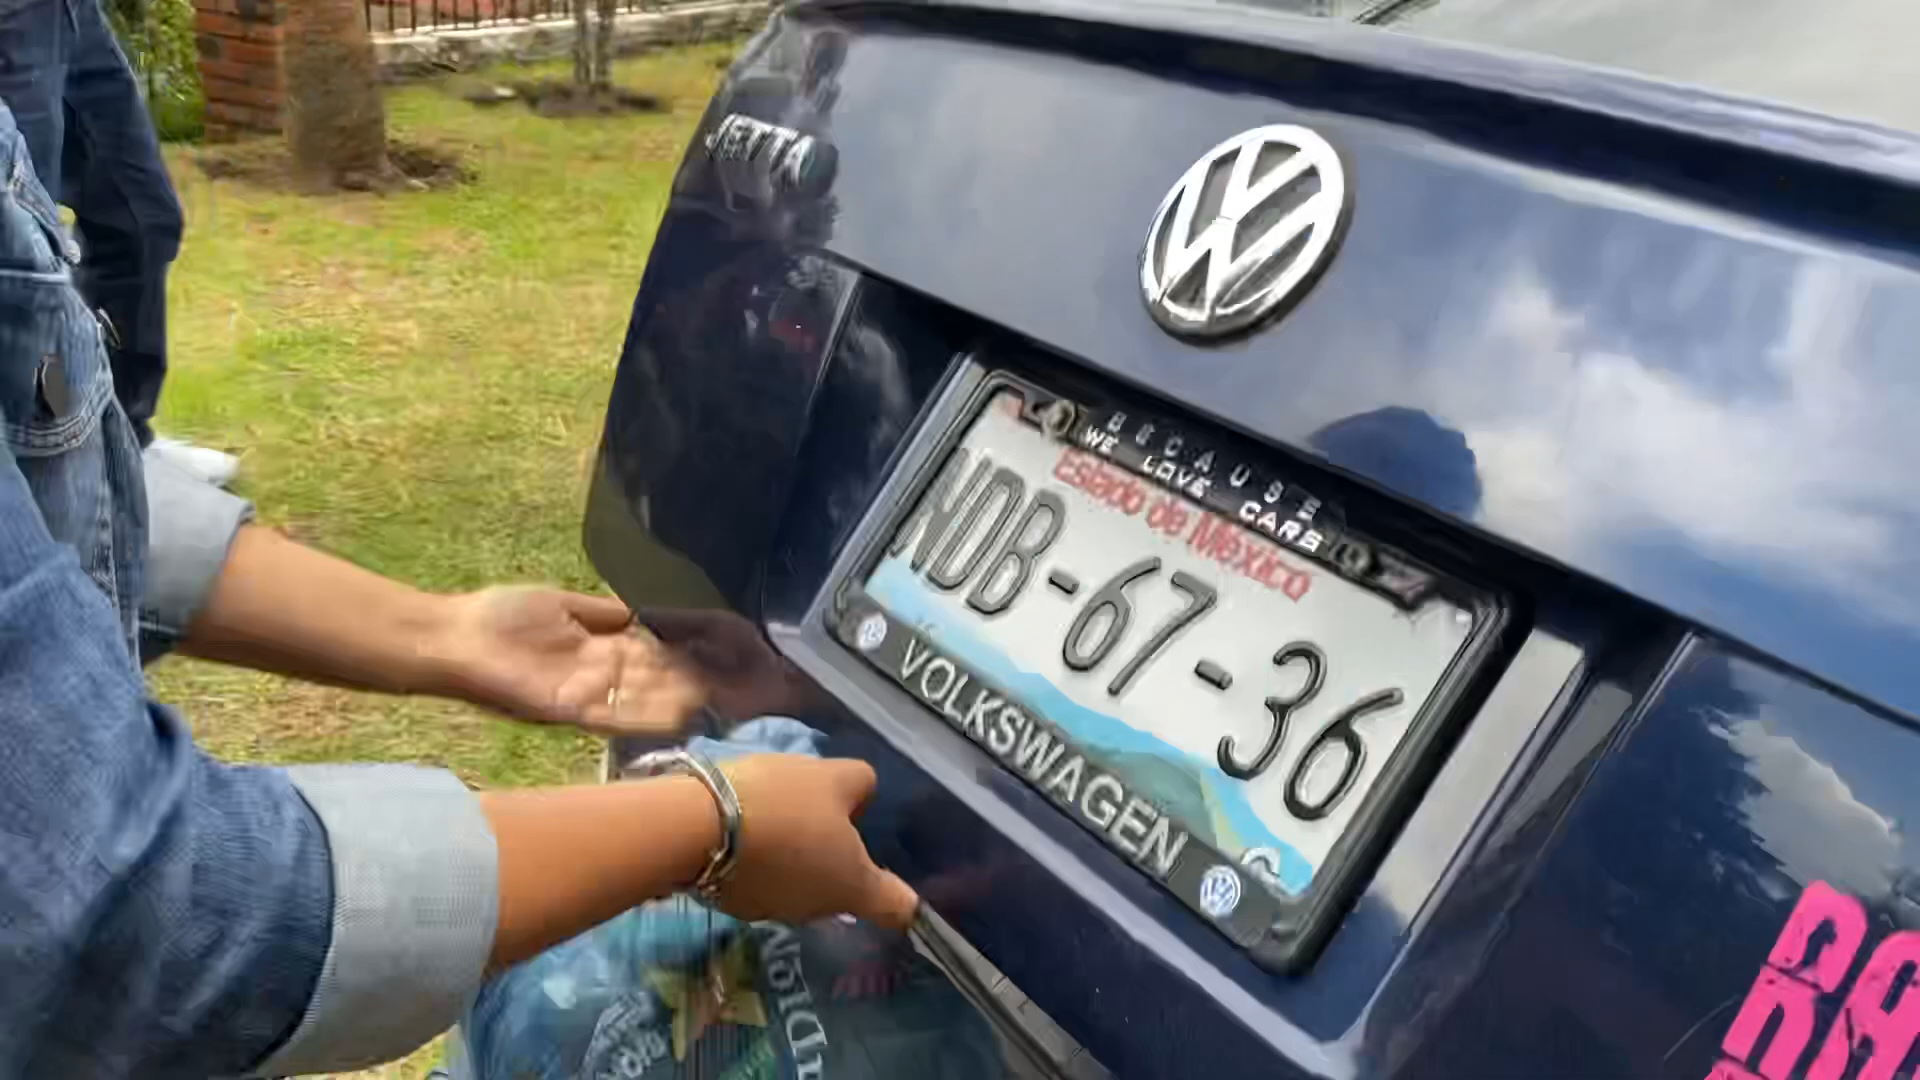 JETTA
BECAUSE
WE LOVE CARS
Estado de México
NDB-67-36
VOLKSWAGEN